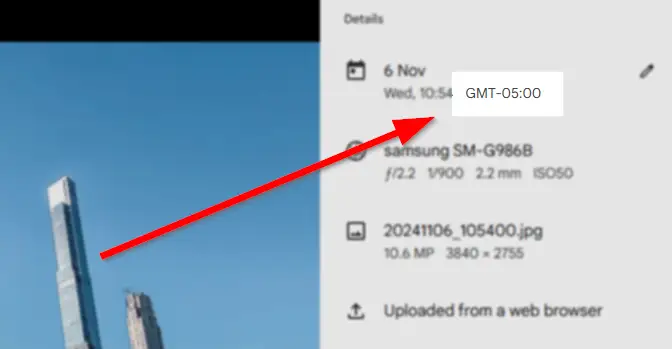 Details
6 Nov
Wed, 10:54 GMT-05:00
samsung SM-G986B
ƒ/2.2 1/900 2.2 mm ISO50
20241106_105400.jpg
10.6 MP 3840 × 2755
Uploaded from a web browser